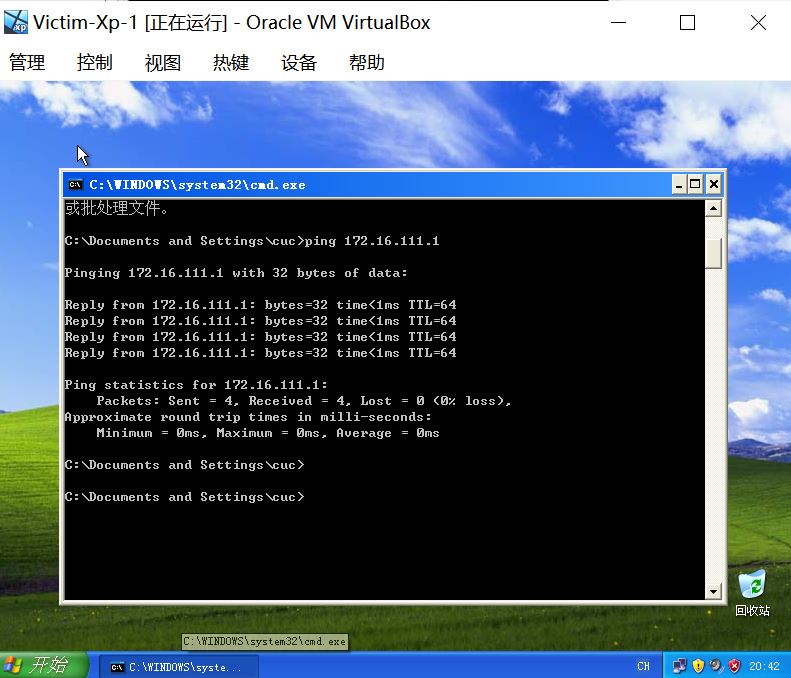 Victim-Xp-1 [正在运行] - Oracle VM VirtualBox
管理 控制 视图 热键 设备 帮助
C:\WINDOWS\system32\cmd.exe
或批处理文件。
C:\Documents and Settings\cuc>ping 172.16.111.1
Pinging 172.16.111.1 with 32 bytes of data:
Reply from 172.16.111.1: bytes=32 time<1ms TTL=64
Reply from 172.16.111.1: bytes=32 time<1ms TTL=64
Reply from 172.16.111.1: bytes=32 time<1ms TTL=64
Reply from 172.16.111.1: bytes=32 time<1ms TTL=64
Ping statistics for 172.16.111.1:
Packets: Sent = 4, Received = 4, Lost = 0 (0% loss),
Approximate round trip times in milli-seconds:
Minimum = 0ms, Maximum = 0ms, Average = 0ms
C:\Documents and Settings\cuc>
C:\Documents and Settings\cuc>
回收站
C:\WINDOWS\system32\cmd.exe
开始 C:\WINDOWS\syste... CH 20:42